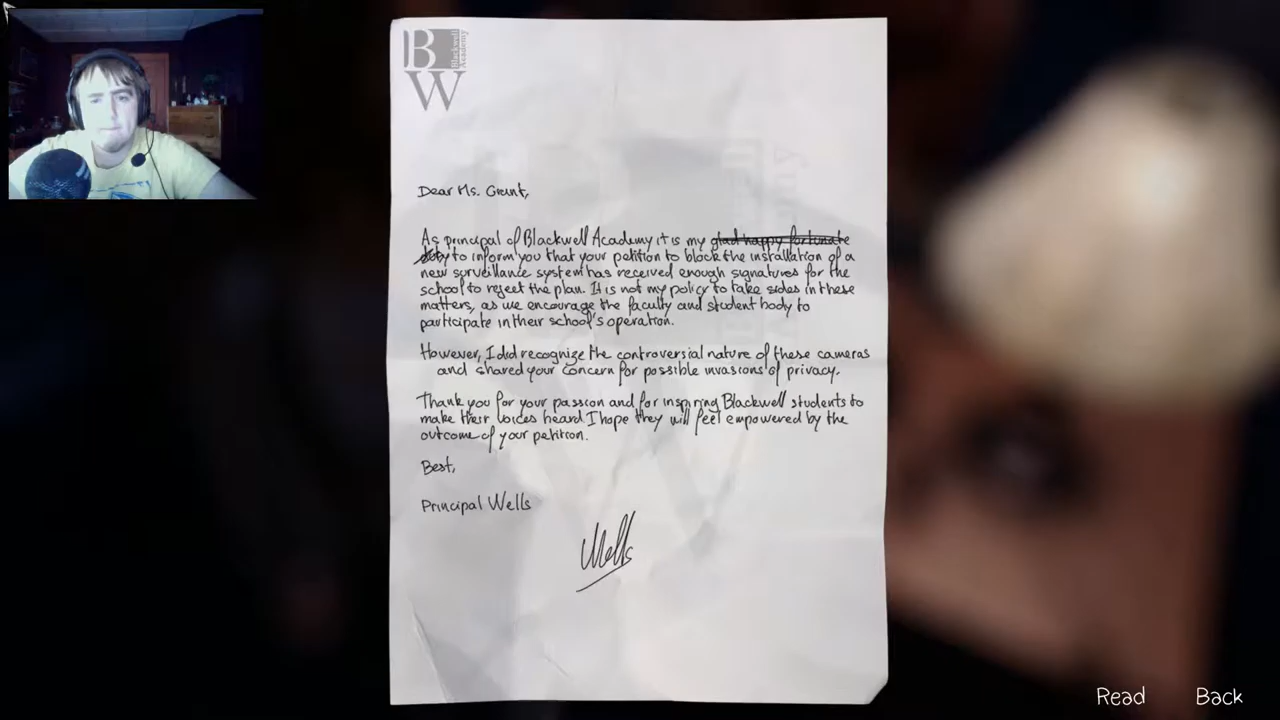 B
Blackwell
Academy
W
Dear Ms. Grant,
As principal of Blackwell Academy it is my glad happy fortunate
duty to inform you that your petition to block the installation of a
new surveillance system has received enough signatures for the
school to reject the plan. It is not my policy to take sides in these
matters, as we encourage the faculty and student body to
participate in their school's operation.
However, I did recognize the controversial nature of these cameras
and shared your concern for possible invasions of privacy.
Thank you for your passion and for inspiring Blackwell students to
make their voices heard. I hope they will feel empowered by the
outcome of your petition.
Best,
Principal Wells
Wells
Read Back